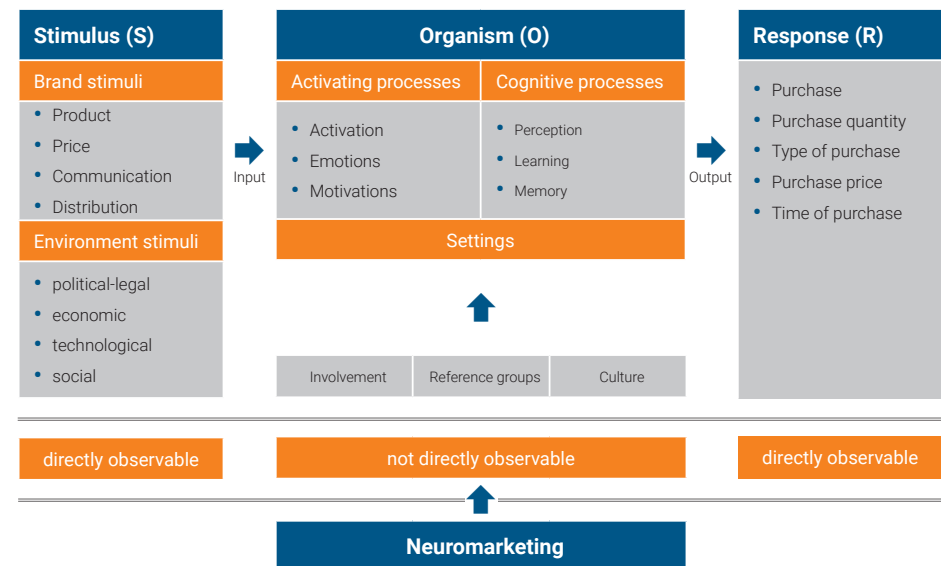 Stimulus (S)
Brand stimuli
• Product
• Price
• Communication
• Distribution
Environment stimuli
• political-legal
• economic
• technological
• social
Input
Organism (O)
Activating processes
• Activation
• Emotions
• Motivations
Cognitive processes
• Perception
• Learning
• Memory
Settings
Involvement
Reference groups
Culture
Output
Response (R)
• Purchase
• Purchase quantity
• Type of purchase
• Purchase price
• Time of purchase
directly observable
not directly observable
directly observable
Neuromarketing